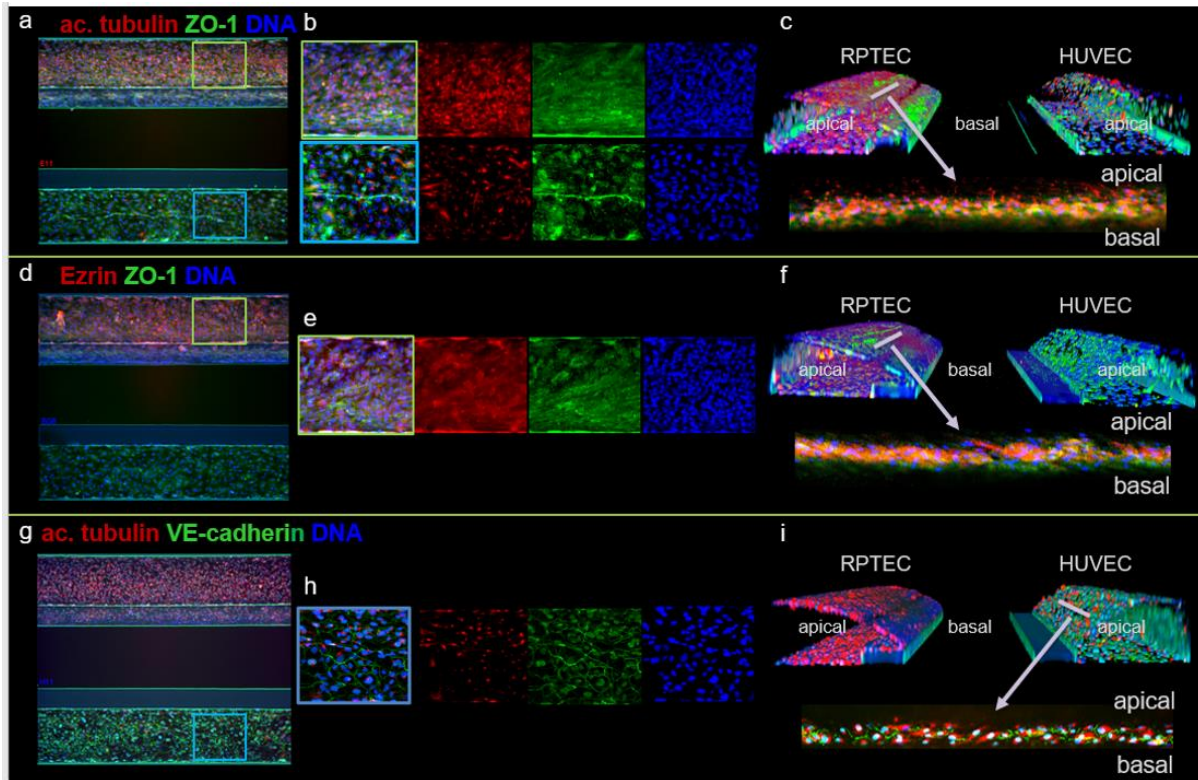 a
ac. tubulin ZO-1 DNA
b
c
RPTEC
HUVEC
apical
basal
apical
apical
basal
E11
d
Ezrin ZO-1 DNA
e
f
RPTEC
HUVEC
apical
basal
apical
apical
basal
g
ac. tubulin VE-cadherin DNA
h
i
RPTEC
HUVEC
apical
basal
apical
apical
basal